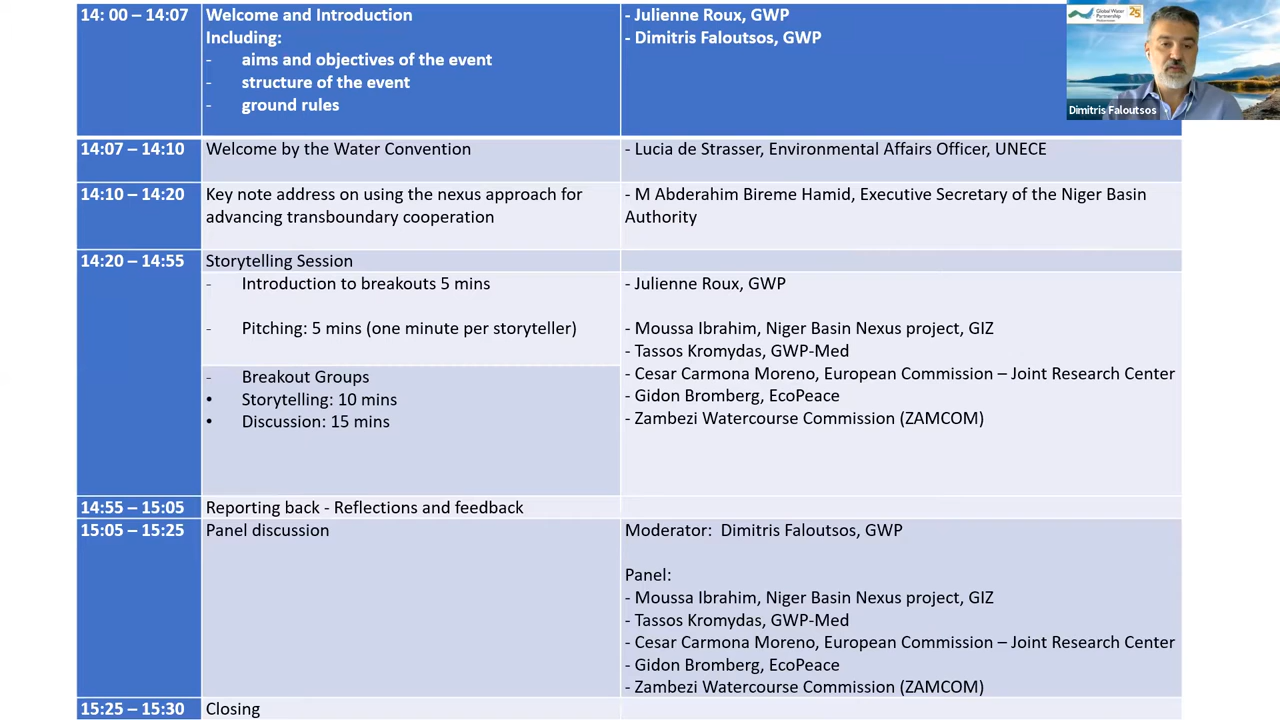 14: 00 – 14:07
Welcome and Introduction
Including:
- aims and objectives of the event
- structure of the event
- ground rules
- Julienne Roux, GWP
- Dimitris Faloutsos, GWP
Global Water
Partnership
Mediterranean
25
Dimitris Faloutsos
14:07 – 14:10
Welcome by the Water Convention
- Lucia de Strasser, Environmental Affairs Officer, UNECE
14:10 – 14:20
Key note address on using the nexus approach for
advancing transboundary cooperation
- M Abderahim Bireme Hamid, Executive Secretary of the Niger Basin
Authority
14:20 – 14:55
Storytelling Session
- Introduction to breakouts 5 mins
- Pitching: 5 mins (one minute per storyteller)
- Breakout Groups
• Storytelling: 10 mins
• Discussion: 15 mins
- Julienne Roux, GWP
- Moussa Ibrahim, Niger Basin Nexus project, GIZ
- Tassos Kromydas, GWP-Med
- Cesar Carmona Moreno, European Commission – Joint Research Center
- Gidon Bromberg, EcoPeace
- Zambezi Watercourse Commission (ZAMCOM)
14:55 – 15:05
Reporting back - Reflections and feedback
15:05 – 15:25
Panel discussion
Moderator:  Dimitris Faloutsos, GWP
Panel:
- Moussa Ibrahim, Niger Basin Nexus project, GIZ
- Tassos Kromydas, GWP-Med
- Cesar Carmona Moreno, European Commission – Joint Research Center
- Gidon Bromberg, EcoPeace
- Zambezi Watercourse Commission (ZAMCOM)
15:25 – 15:30
Closing